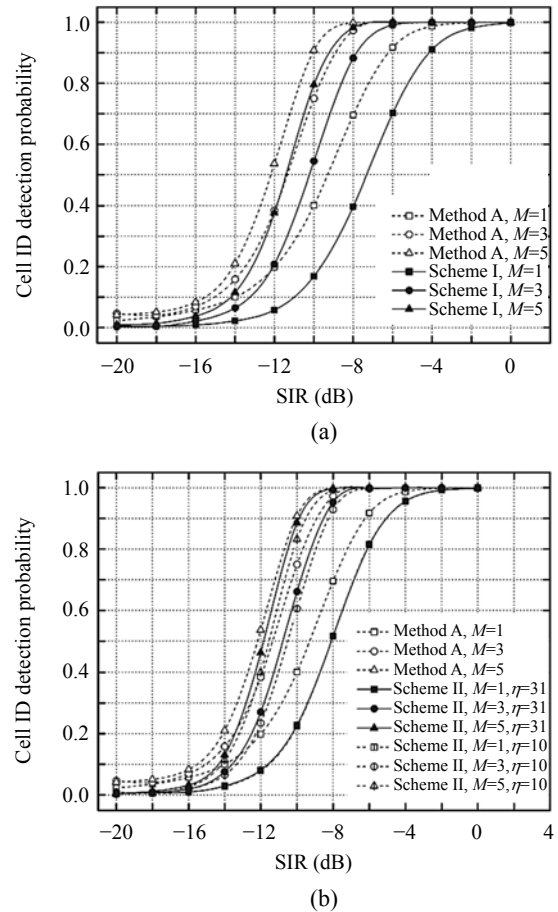 Cell ID detection probability
1.0
0.8
0.6
0.4
0.2
0.0
Method A, M=1
Method A, M=3
Method A, M=5
Scheme I, M=1
Scheme I, M=3
Scheme I, M=5
−20 −16 −12 −8 −4 0
SIR (dB)
(a)
Cell ID detection probability
1.0
0.8
0.6
0.4
0.2
0.0
Method A, M=1
Method A, M=3
Method A, M=5
Scheme II, M=1, η=31
Scheme II, M=3, η=31
Scheme II, M=5, η=31
Scheme II, M=1, η=10
Scheme II, M=3, η=10
Scheme II, M=5, η=10
−20 −16 −12 −8 −4 0 4
SIR (dB)
(b)